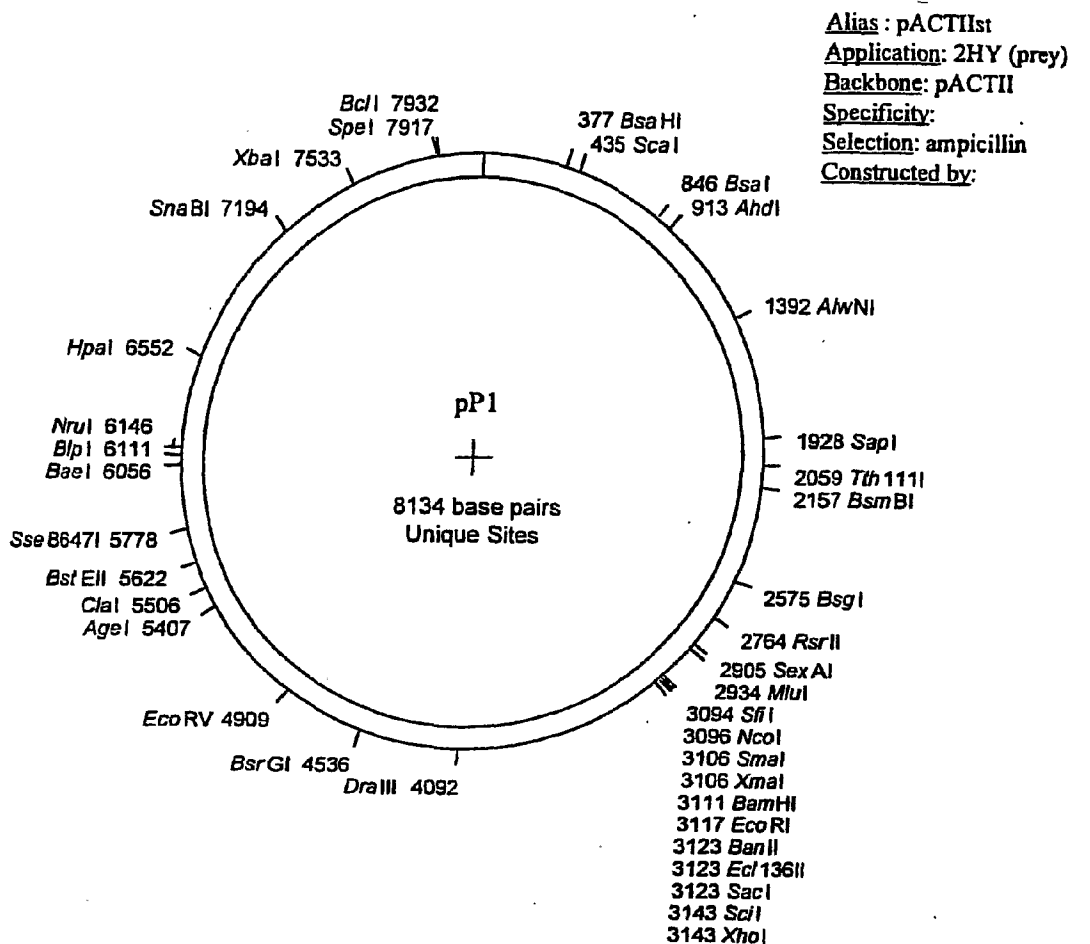 Alias : pACTIIst
Application: 2HY (prey)
Backbone: pACTII
Specificity:
Selection: ampicillin
Constructed by:
BclI 7932
SpeI 7917
XbaI 7533
SnaBI 7194
HpaI 6552
NruI 6146
BlpI 6111
BaeI 6056
Sse8647I 5778
BstEII 5622
ClaI 5506
AgeI 5407
EcoRV 4909
BsrGI 4536
DraIII 4092
377 BsaHI
435 ScaI
846 BsaI
913 AhdI
1392 AlwNI
1928 SapI
2059 Tth111I
2157 BsmBI
2575 BsgI
2764 RsrII
2905 SexAI
2934 MluI
3094 SfiI
3096 NcoI
3106 SmaI
3106 XmaI
3111 BamHI
3117 EcoRI
3123 BanII
3123 Ecl136II
3123 SacI
3143 SciI
3143 XhoI
pP1
8134 base pairs
Unique Sites